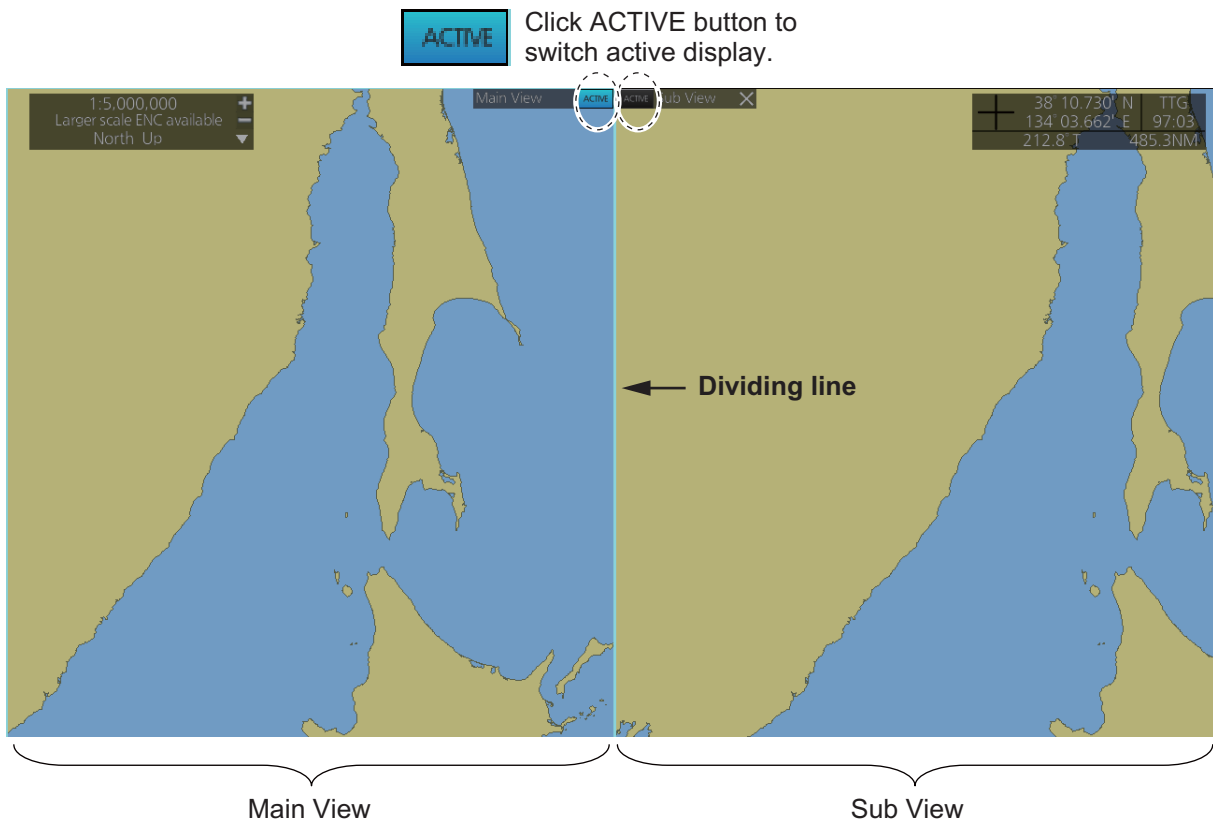 ACTIVE
Click ACTIVE button to
switch active display.
1:5,000,000 +
Larger scale ENC available −
North Up ▼
Main View ACTIVE
ACTIVE Sub View ✕
38° 10.730' N TTG
134° 03.662' E 97:03
212.8° T 485.3NM
Dividing line
Main View
Sub View